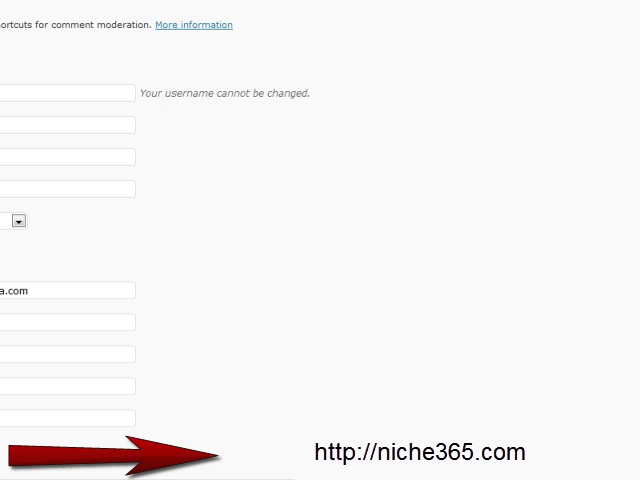 ortcuts for comment moderation. More information
Your username cannot be changed.
a.com
http://niche365.com